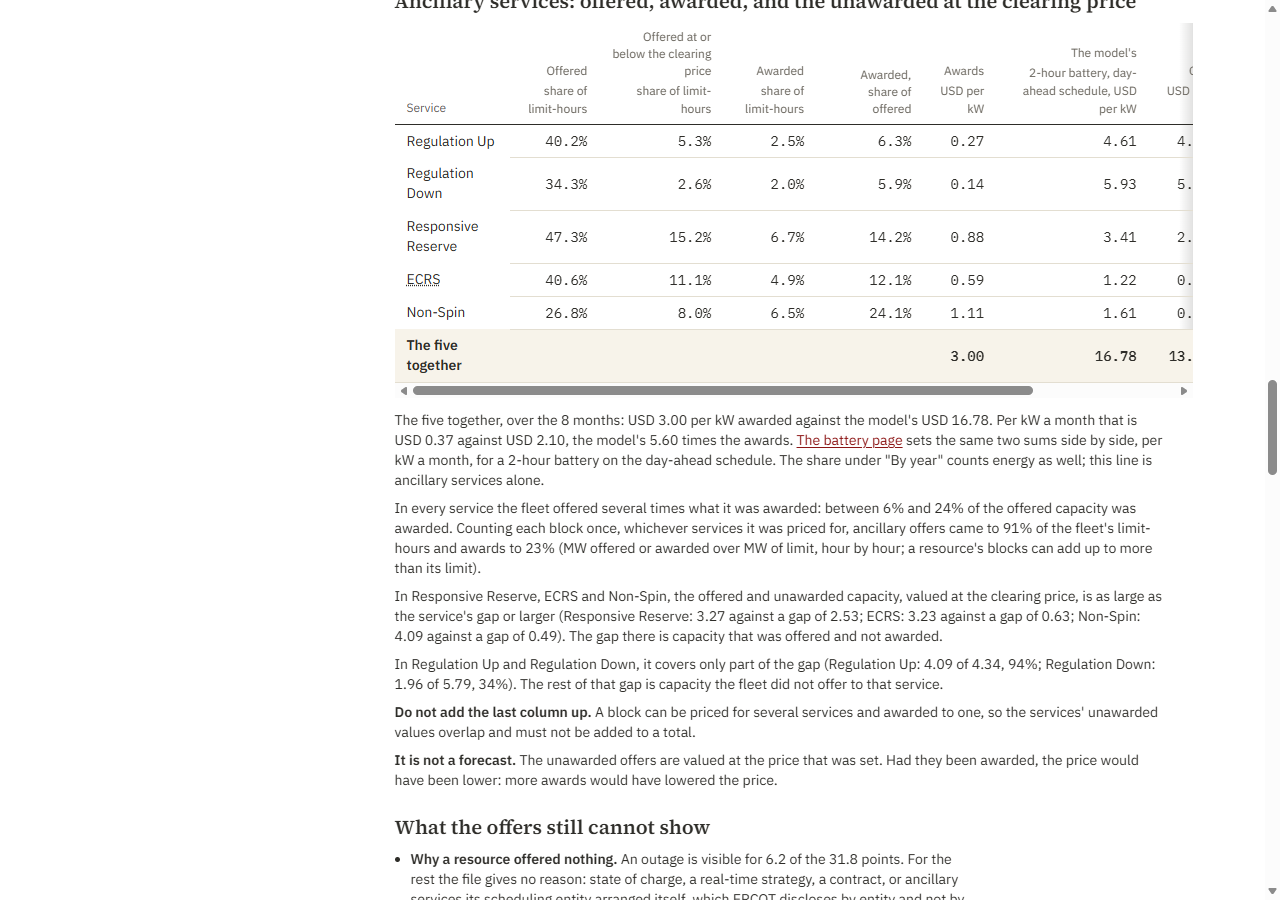 Ancillary services: offered, awarded, and the unawarded at the clearing price
Service
Offered share of limit-hours
Offered at or below the clearing price share of limit-hours
Awarded share of limit-hours
Awarded, share of offered
Awards USD per kW
The model's 2-hour battery, day-ahead schedule, USD per kW
USD
Regulation Up 40.2% 5.3% 2.5% 6.3% 0.27 4.61 4.
Regulation Down 34.3% 2.6% 2.0% 5.9% 0.14 5.93 5.
Responsive Reserve 47.3% 15.2% 6.7% 14.2% 0.88 3.41 2.
ECRS 40.6% 11.1% 4.9% 12.1% 0.59 1.22 0.
Non-Spin 26.8% 8.0% 6.5% 24.1% 1.11 1.61 0.
The five together 3.00 16.78 13.
The five together, over the 8 months: USD 3.00 per kW awarded against the model's USD 16.78. Per kW a month that is
USD 0.37 against USD 2.10, the model's 5.60 times the awards. The battery page sets the same two sums side by side, per
kW a month, for a 2-hour battery on the day-ahead schedule. The share under "By year" counts energy as well; this line is
ancillary services alone.
In every service the fleet offered several times what it was awarded: between 6% and 24% of the offered capacity was
awarded. Counting each block once, whichever services it was priced for, ancillary offers came to 91% of the fleet's limit-
hours and awards to 23% (MW offered or awarded over MW of limit, hour by hour; a resource's blocks can add up to more
than its limit).
In Responsive Reserve, ECRS and Non-Spin, the offered and unawarded capacity, valued at the clearing price, is as large as
the service's gap or larger (Responsive Reserve: 3.27 against a gap of 2.53; ECRS: 3.23 against a gap of 0.63; Non-Spin:
4.09 against a gap of 0.49). The gap there is capacity that was offered and not awarded.
In Regulation Up and Regulation Down, it covers only part of the gap (Regulation Up: 4.09 of 4.34, 94%; Regulation Down:
1.96 of 5.79, 34%). The rest of that gap is capacity the fleet did not offer to that service.
Do not add the last column up. A block can be priced for several services and awarded to one, so the services' unawarded
values overlap and must not be added to a total.
It is not a forecast. The unawarded offers are valued at the price that was set. Had they been awarded, the price would
have been lower: more awards would have lowered the price.
What the offers still cannot show
• Why a resource offered nothing. An outage is visible for 6.2 of the 31.8 points. For the
rest the file gives no reason: state of charge, a real-time strategy, a contract, or ancillary
services its scheduling entity arranged itself, which ERCOT discloses by entity and not by